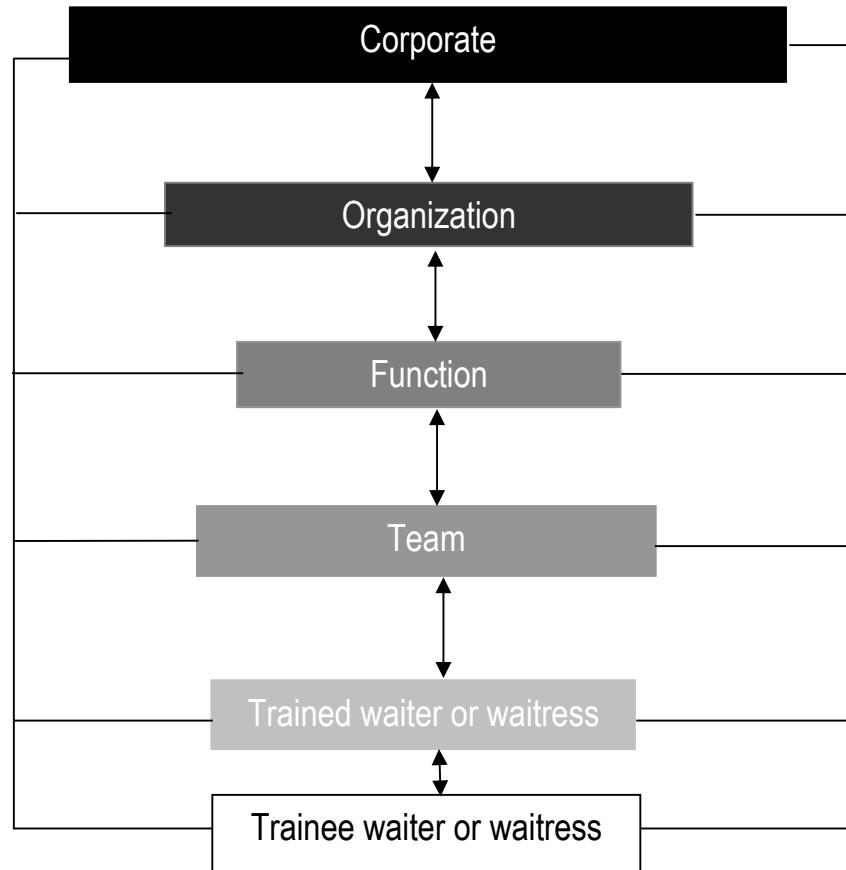 Corporate
Organization
Function
Team
Trained waiter or waitress
Trainee waiter or waitress